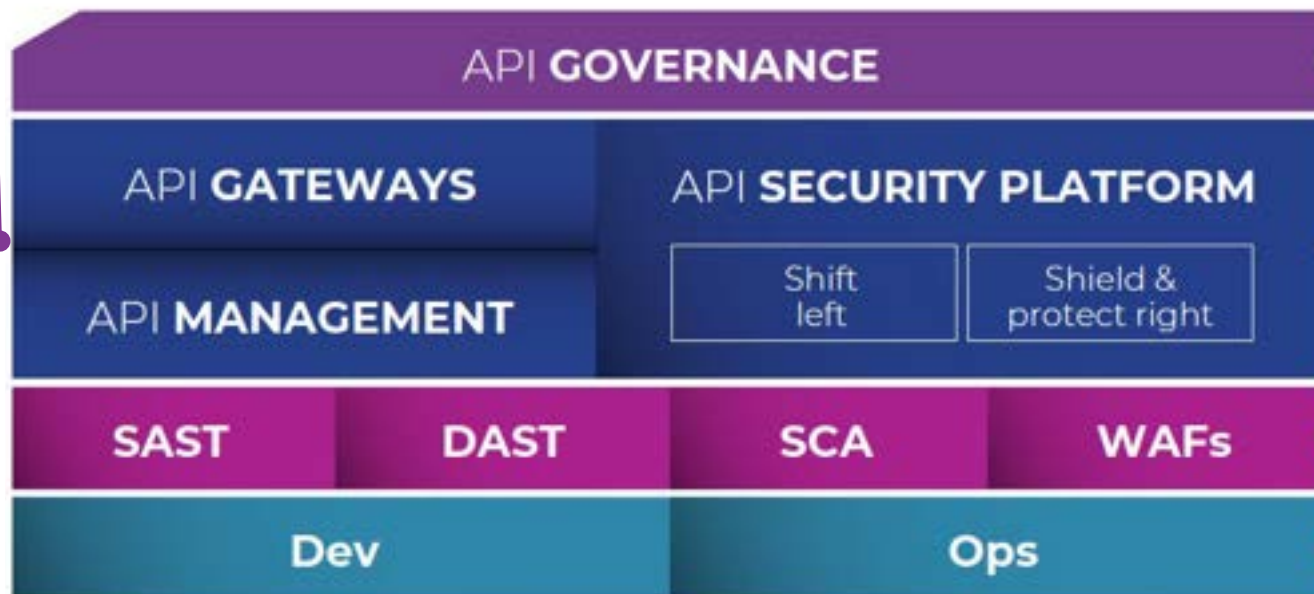 API GOVERNANCE
API GATEWAYS
API MANAGEMENT
API SECURITY PLATFORM
Shift
left
Shield &
protect right
SAST
DAST
SCA
WAFs
Dev
Ops